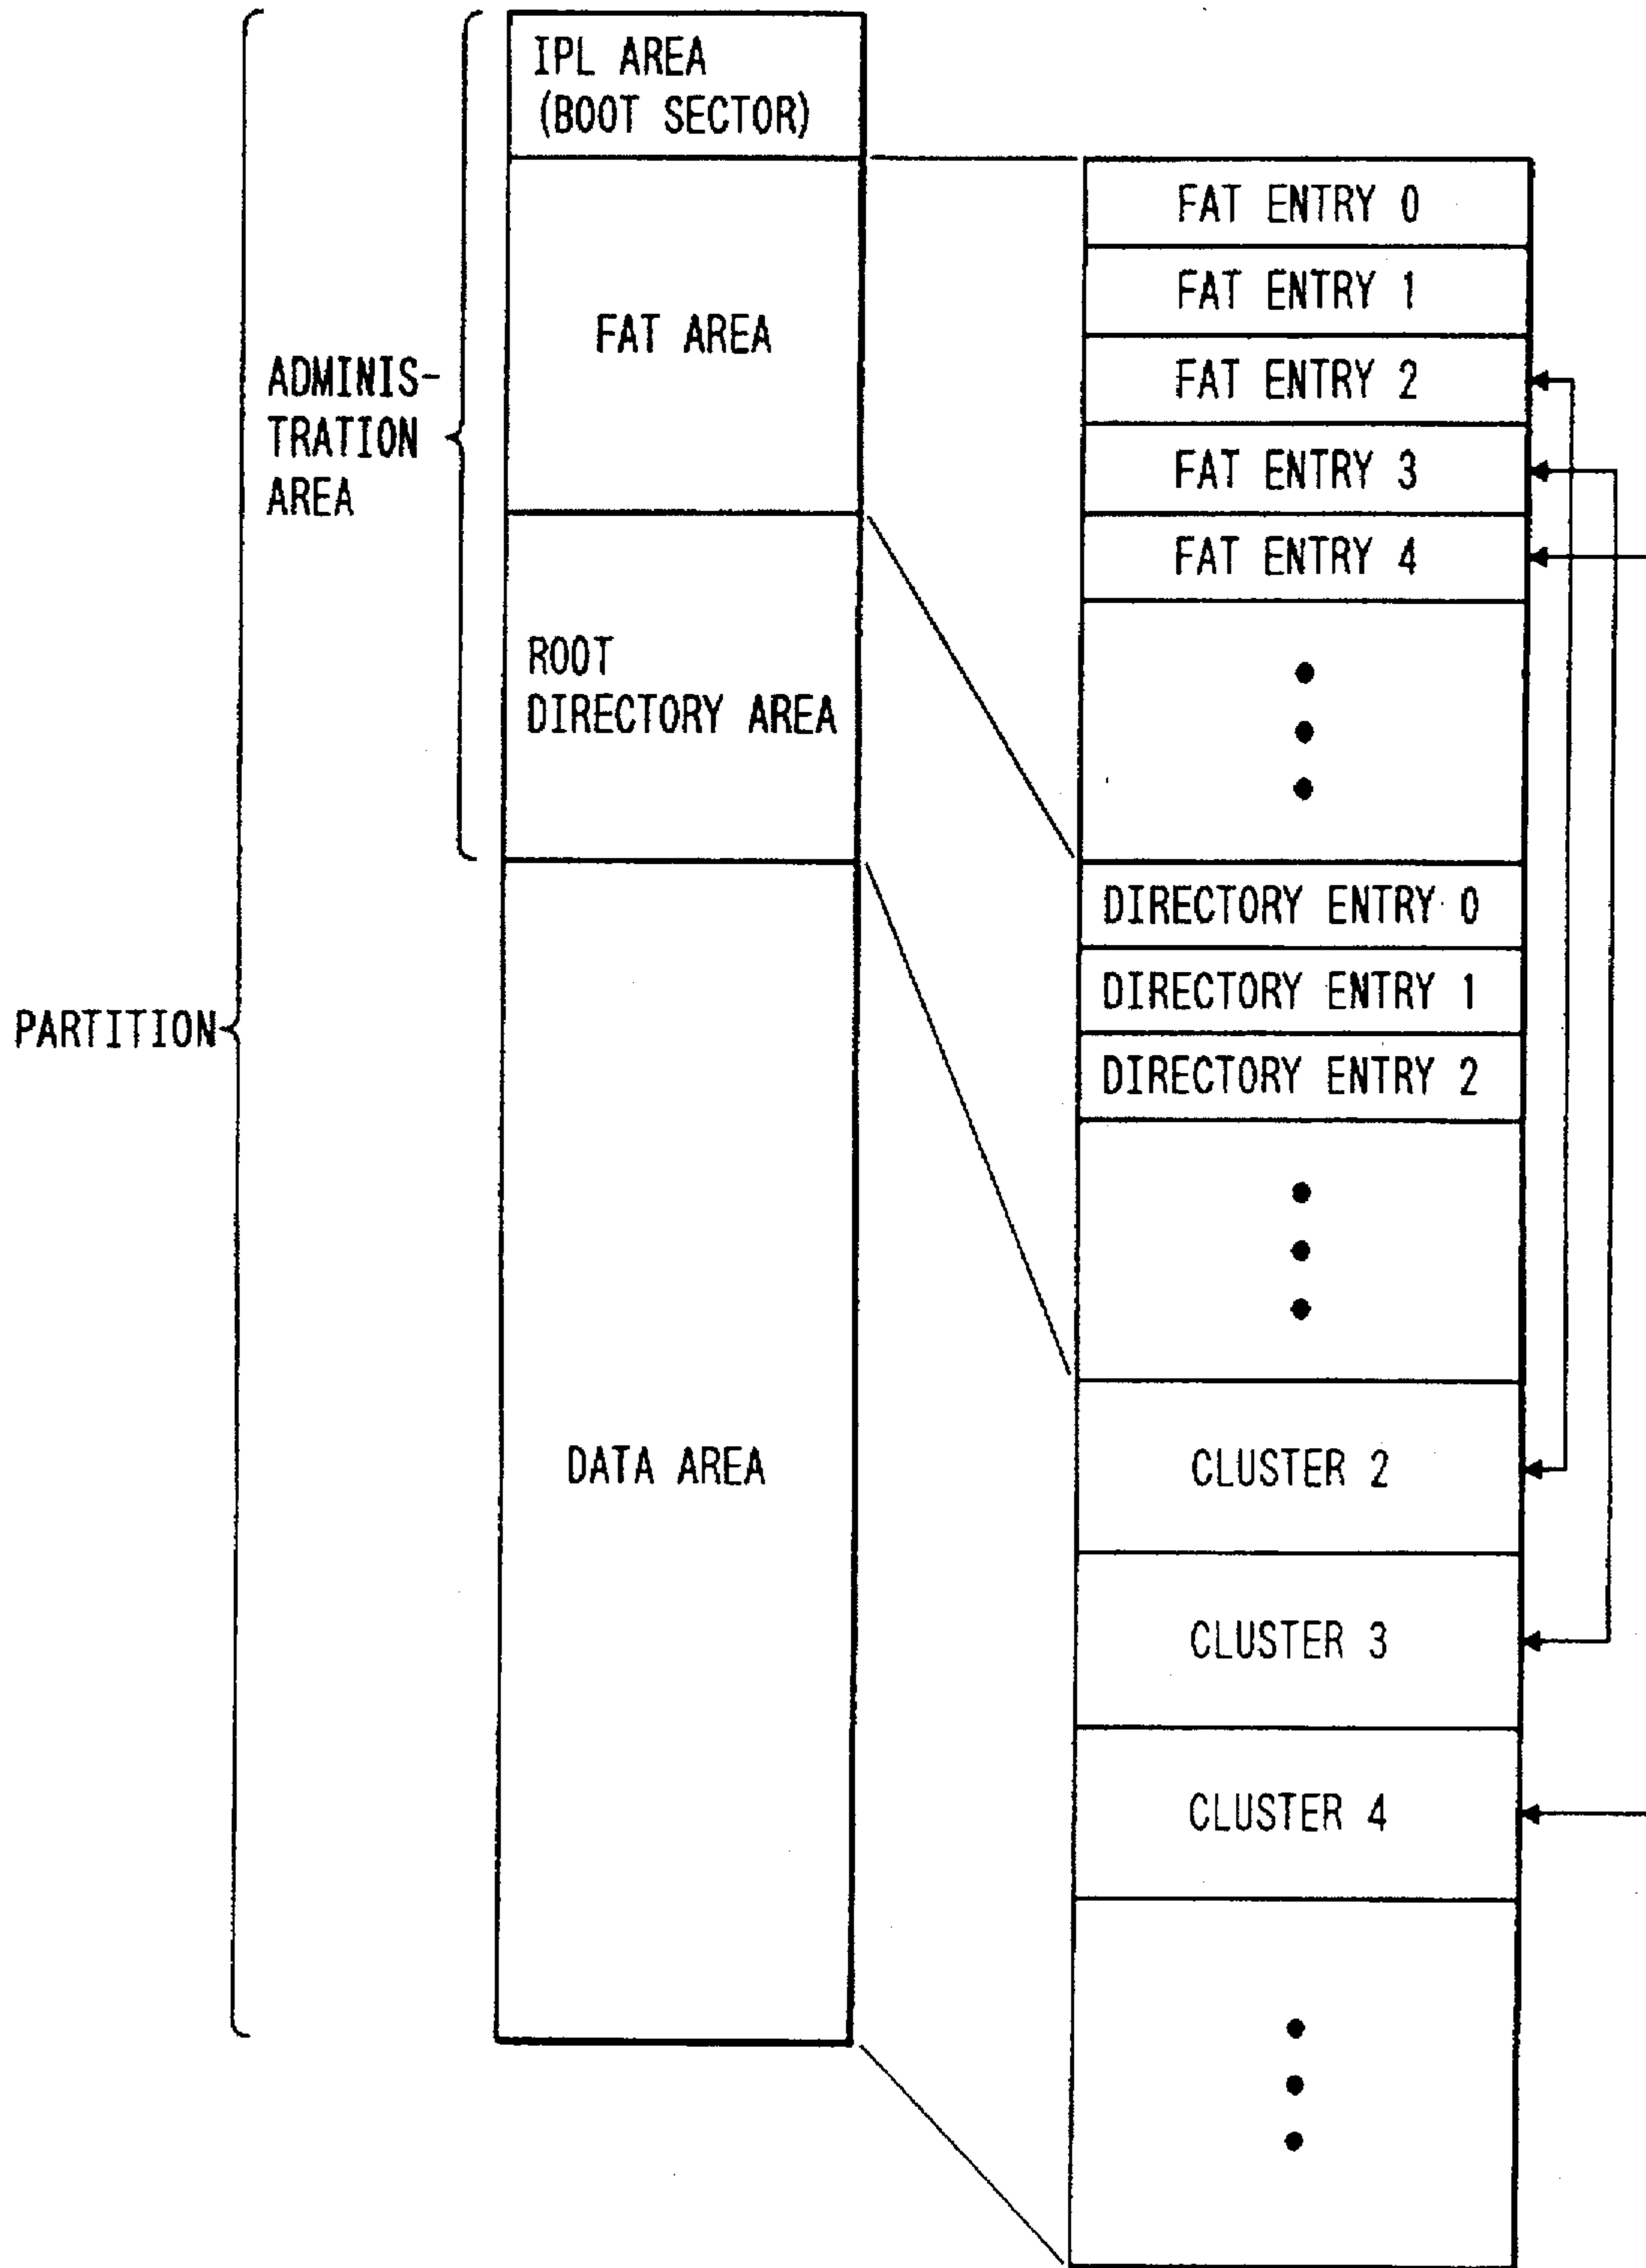 IPL AREA
(BOOT SECTOR)
FAT AREA
ADMINIS-
TRATION
AREA
ROOT
DIRECTORY AREA
PARTITION
DATA AREA
FAT ENTRY 0
FAT ENTRY 1
FAT ENTRY 2
FAT ENTRY 3
FAT ENTRY 4
DIRECTORY ENTRY 0
DIRECTORY ENTRY 1
DIRECTORY ENTRY 2
CLUSTER 2
CLUSTER 3
CLUSTER 4